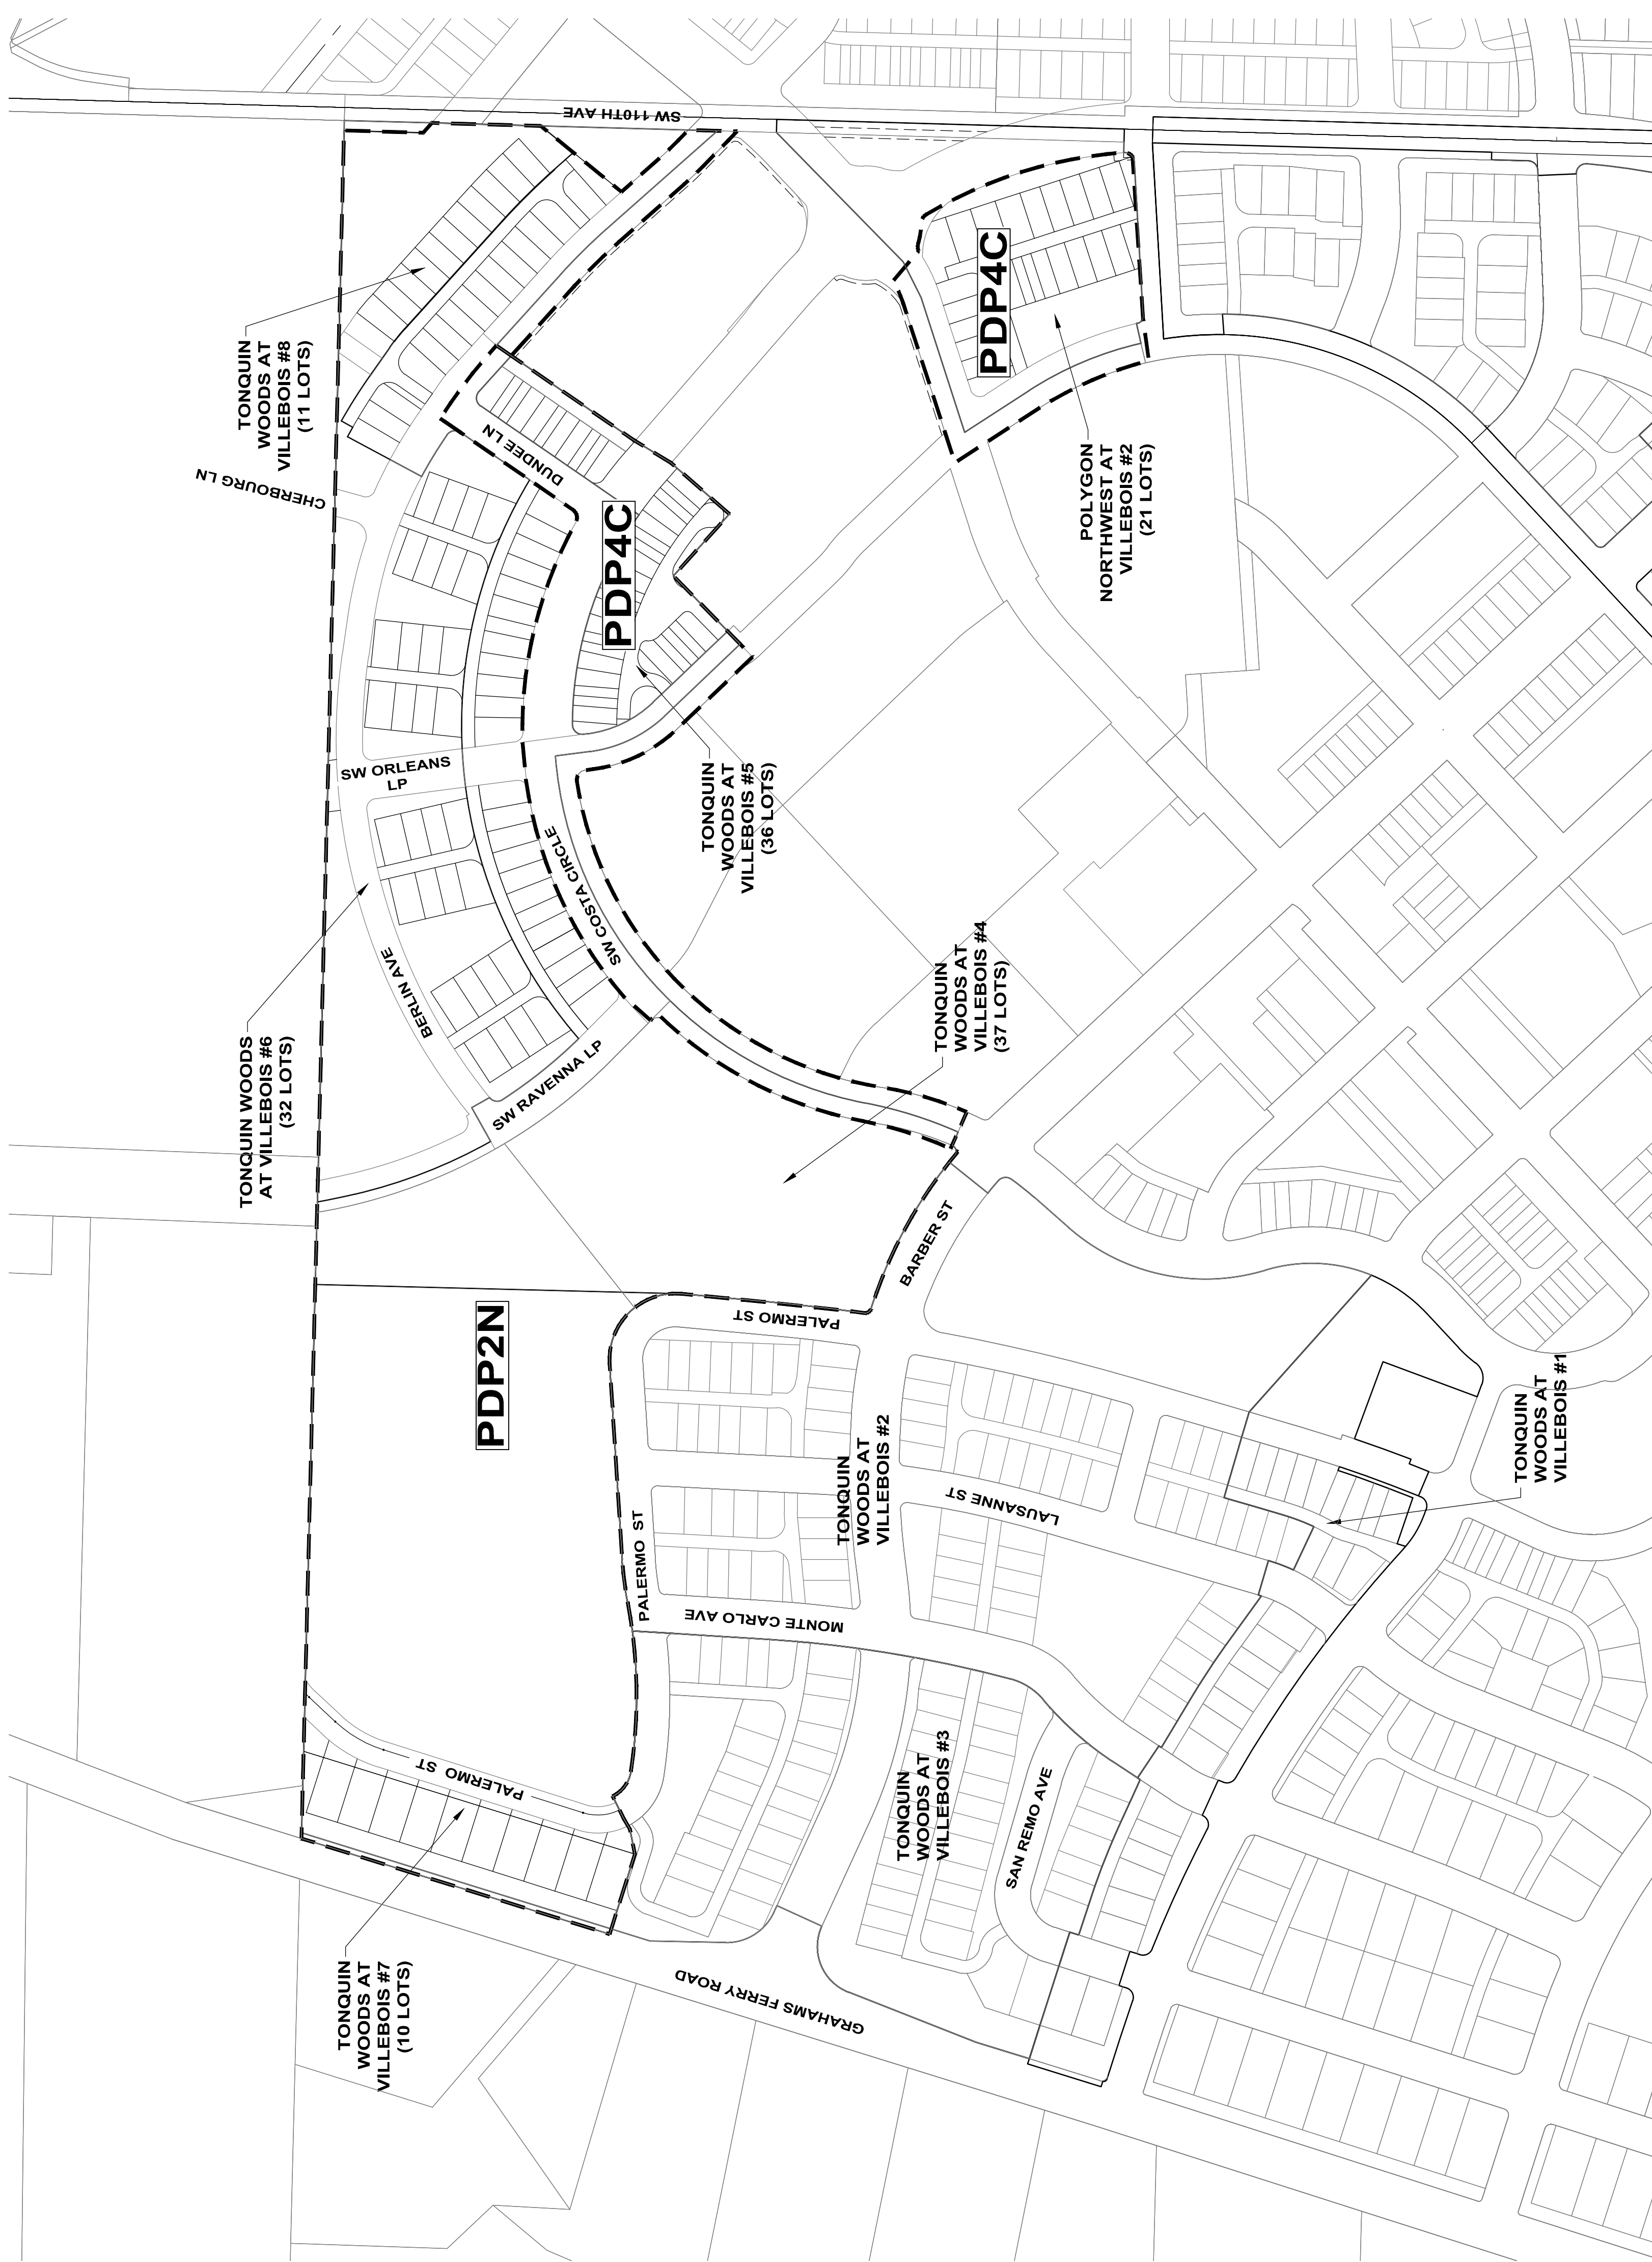 SW 110TH AVE
TONQUIN
WOODS AT
VILLEBOIS #8
(11 LOTS)
CHERBOURG LN
DUNDEE LN
PDP4C
PDP4C
POLYGON
NORTHWEST AT
VILLEBOIS #2
(21 LOTS)
SW ORLEANS
LP
TONQUIN
WOODS AT
VILLEBOIS #5
(36 LOTS)
SW COSTA CIRCLE
BERLIN AVE
TONQUIN WOODS
AT VILLEBOIS #6
(32 LOTS)
SW RAVENNA LP
TONQUIN
WOODS AT
VILLEBOIS #4
(37 LOTS)
BARBER ST
PALERMO ST
PDP2N
TONQUIN
WOODS AT
VILLEBOIS #2
LAUSANNE ST
TONQUIN
WOODS AT
VILLEBOIS #1
PALERMO ST
MONTE CARLO AVE
PALERMO ST
TONQUIN
WOODS AT
VILLEBOIS #3
SAN REMO AVE
TONQUIN
WOODS AT
VILLEBOIS #7
(10 LOTS)
GRAHAMS FERRY ROAD